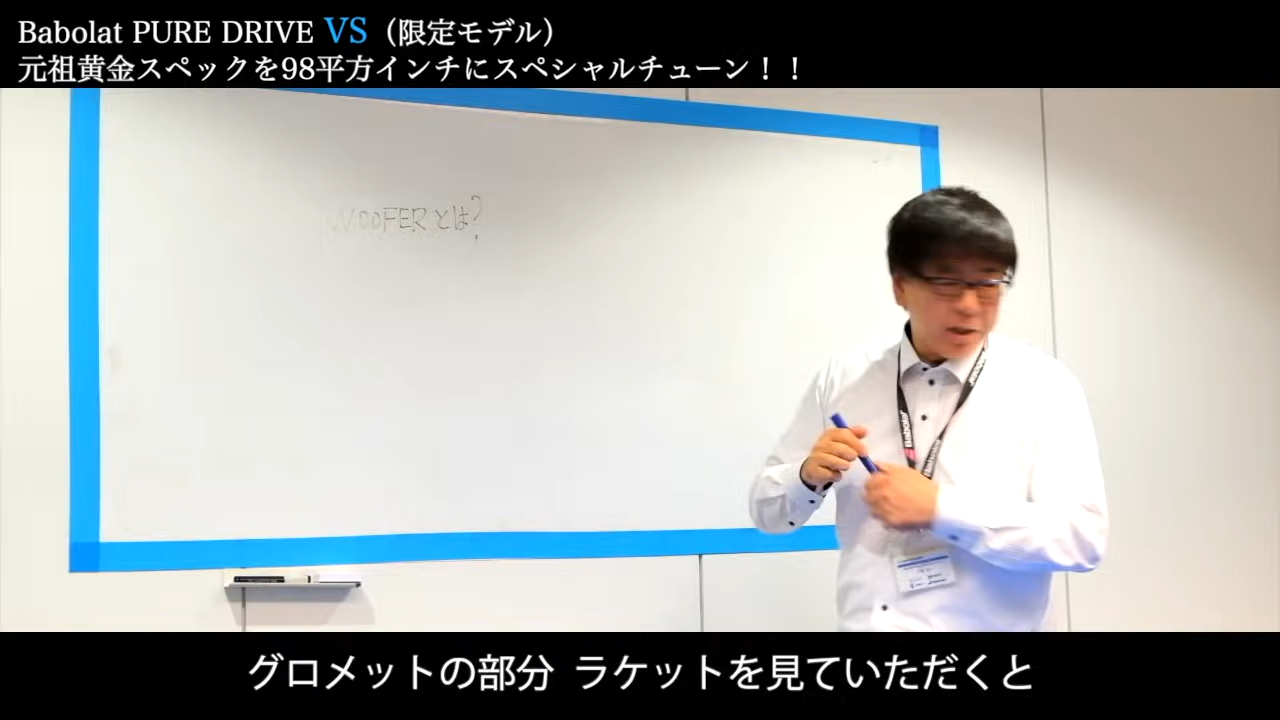 Babolat PURE DRIVE VS（限定モデル）
元祖黄金スペックを98平方インチにスペシャルチューン！！
WOOFERとは?
Babolat
グロメットの部分 ラケットを見ていただくと